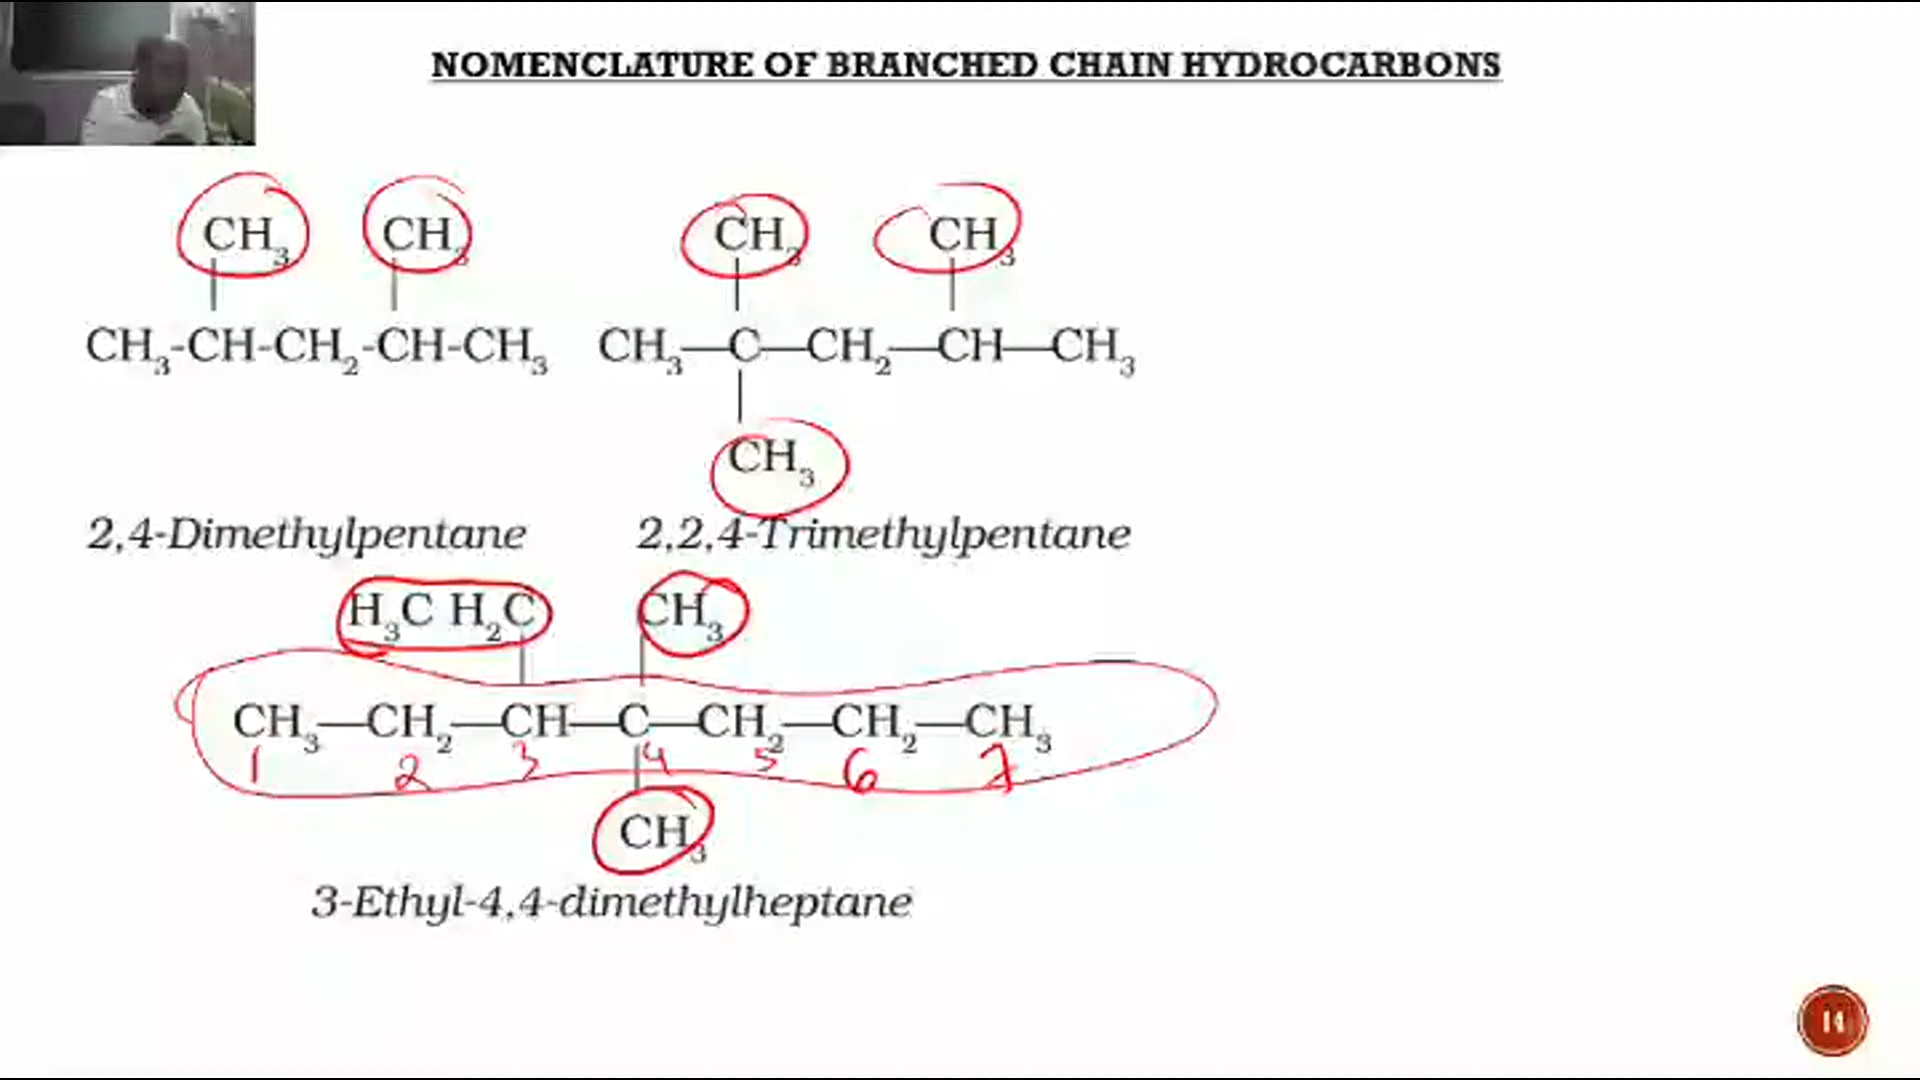 NOMENCLATURE OF BRANCHED CHAIN HYDROCARBONS
CH₃ CH₃
CH₃-CH-CH₂-CH-CH₃
CH₃ CH₃
CH₃—C—CH₂—CH—CH₃
CH₃
2,4-Dimethylpentane
2,2,4-Trimethylpentane
H₃C H₂C CH₃
CH₃—CH₂—CH—C—CH₂—CH₂—CH₃
1 2 3 4 5 6 7
CH₃
3-Ethyl-4,4-dimethylheptane
14